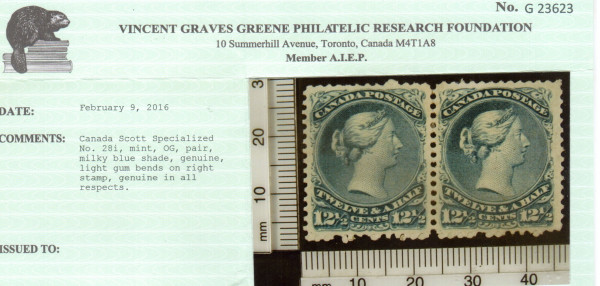 No. G 23623
VINCENT GRAVES GREENE PHILATELIC RESEARCH FOUNDATION
10 Summerhill Avenue, Toronto, Canada M4T1A8
Member A.I.E.P.
DATE: February 9, 2016
COMMENTS: Canada Scott Specialized
No. 28i, mint, OG, pair,
milky blue shade, genuine,
light gum bends on right
stamp, genuine in all
respects.
ISSUED TO:
3
20
10
mm
CANADA POSTAGE
TWELVE & A HALF
12½ CENTS 12½
CANADA POSTAGE
TWELVE & A HALF
12½ CENTS 12½
mm 10 20 30 40